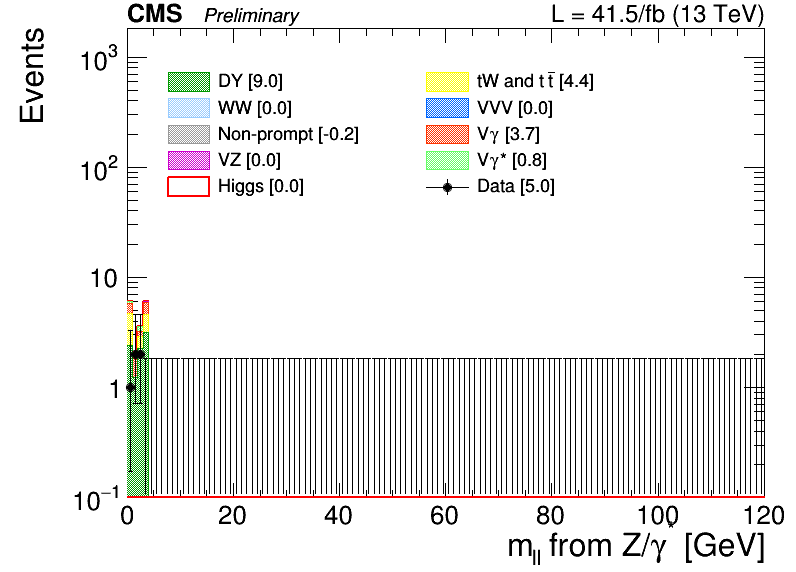 CMS Preliminary L = 41.5/fb (13 TeV)
Events
10³
10²
10
1
10⁻¹
DY [9.0]
WW [0.0]
Non-prompt [-0.2]
VZ [0.0]
Higgs [0.0]
tW and tt̅ [4.4]
VVV [0.0]
Vγ [3.7]
Vγ* [0.8]
Data [5.0]
0 20 40 60 80 100 120
m_ll from Z/γ* [GeV]